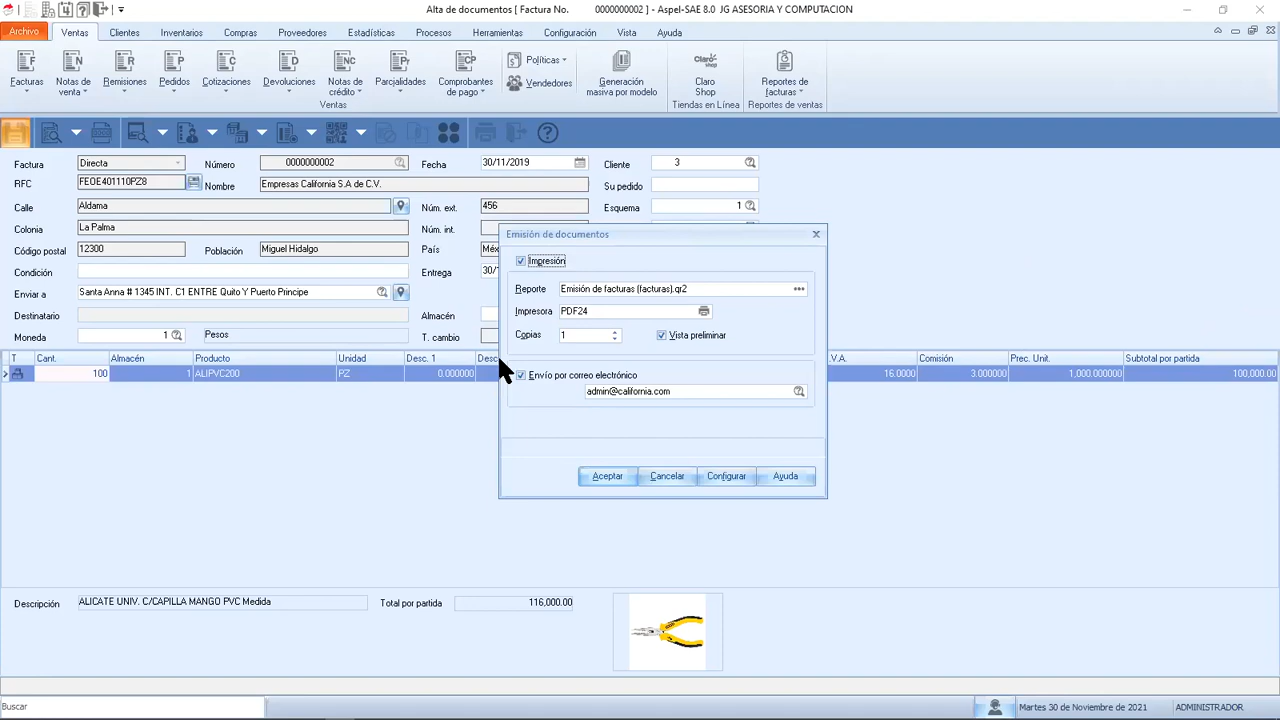 Alta de documentos [ Factura No. 0000000002 ] - Aspel-SAE 8.0 JG ASESORIA Y COMPUTACION
Archivo Ventas Clientes Inventarios Compras Proveedores Estadísticas Procesos Herramientas Configuración Vista Ayuda
Facturas Notas de venta Remisiones Pedidos Cotizaciones Devoluciones Notas de crédito Parcialidades Comprobantes de pago Políticas Vendedores Generación masiva por modelo Claro Shop Reportes de facturas
Ventas Tiendas en Línea Reportes de ventas
Factura Directa Número 0000000002 Fecha 30/11/2019 Cliente 3
RFC FEOE401110PZ8 Nombre Empresas California S.A de C.V. Su pedido
Calle Aldama Núm. ext. 456 Esquema 1
Colonia La Palma Núm. int.
Código postal 12300 Población Miguel Hidalgo País Méx
Condición Entrega 30/
Enviar a Santa Anna # 1345 INT. C1 ENTRE Quito Y Puerto Principe Almacén
Destinatario
Moneda 1 Pesos T. cambio
Emisión de documentos
Impresión
Reporte Emisión de facturas (facturas).qr2
Impresora PDF24
Copias 1 Vista preliminar
Envío por correo electrónico
admin@california.com
Aceptar Cancelar Configurar Ayuda
T Cant. Almacén Producto Unidad Desc. 1 Desc .V.A. Comisión Prec. Unit. Subtotal por partida
100 1 ALIPVC200 PZ 0.000000 16.0000 3.000000 1,000.000000 100,000.00
Descripción ALICATE UNIV. C/CAPILLA MANGO PVC Medida Total por partida 116,000.00
Buscar Martes 30 de Noviembre de 2021 ADMINISTRADOR